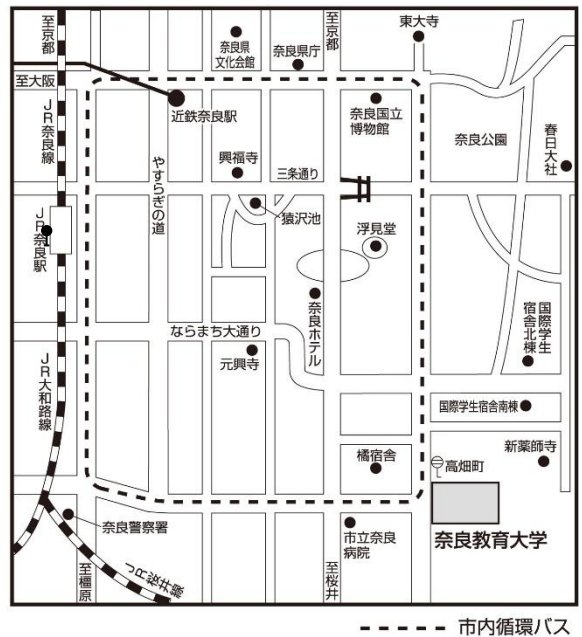 至京都
至京都
東大寺
奈良県
文化会館
奈良県庁
至大阪
JR奈良線
近鉄奈良駅
奈良国立
博物館
奈良公園
春日大社
やすらぎの道
興福寺
三条通り
猿沢池
浮見堂
JR奈良駅
奈良ホテル
ならまち大通り
元興寺
国際学生
宿舎北棟
JR大和路線
国際学生宿舎南棟
橘宿舎
高畑町
新薬師寺
奈良警察署
市立奈良
病院
奈良教育大学
至橿原
JR桜井線
至桜井
市内循環バス